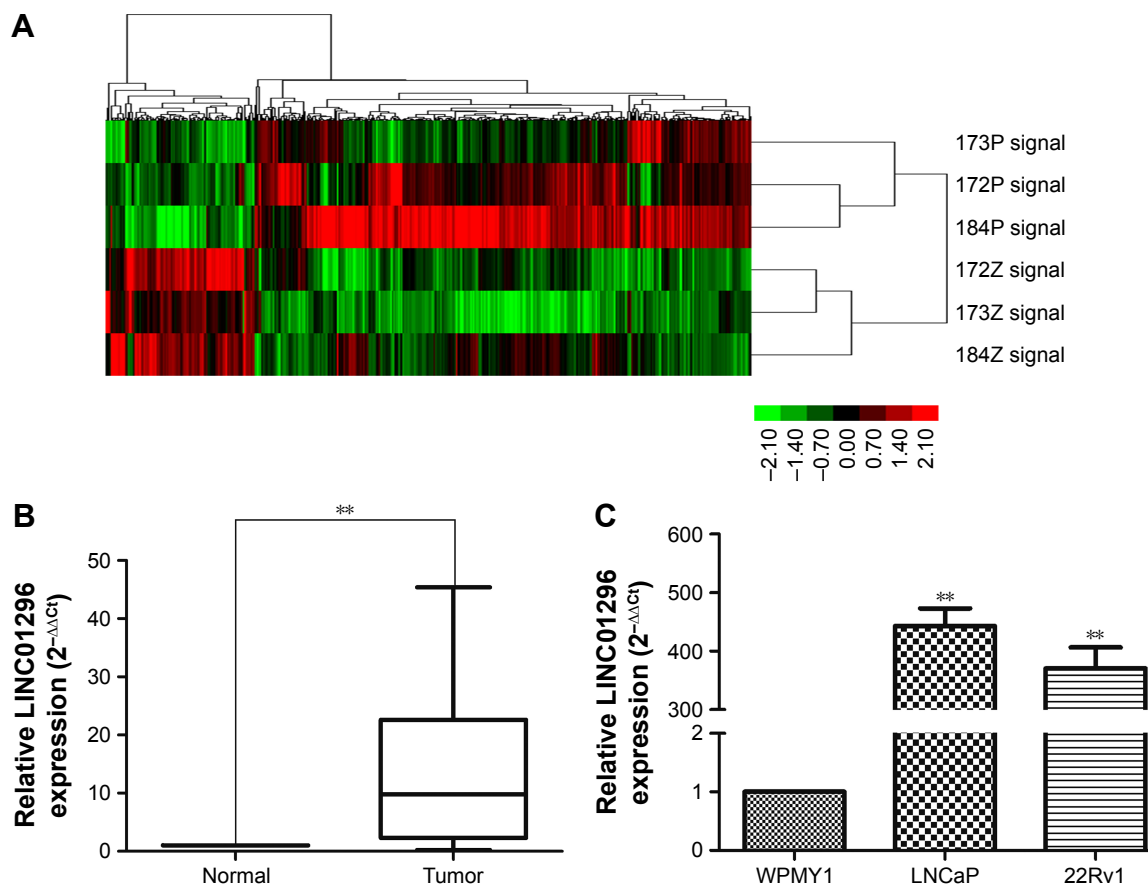 A
173P signal
172P signal
184P signal
172Z signal
173Z signal
184Z signal
−2.10
−1.40
−0.70
0.00
0.70
1.40
2.10
B
**
Relative LINC01296
expression (2−ΔΔCt)
50
40
30
20
10
0
Normal
Tumor
C
Relative LINC01296
expression (2−ΔΔCt)
600
500
400
300
2
1
0
**
**
WPMY1
LNCaP
22Rv1